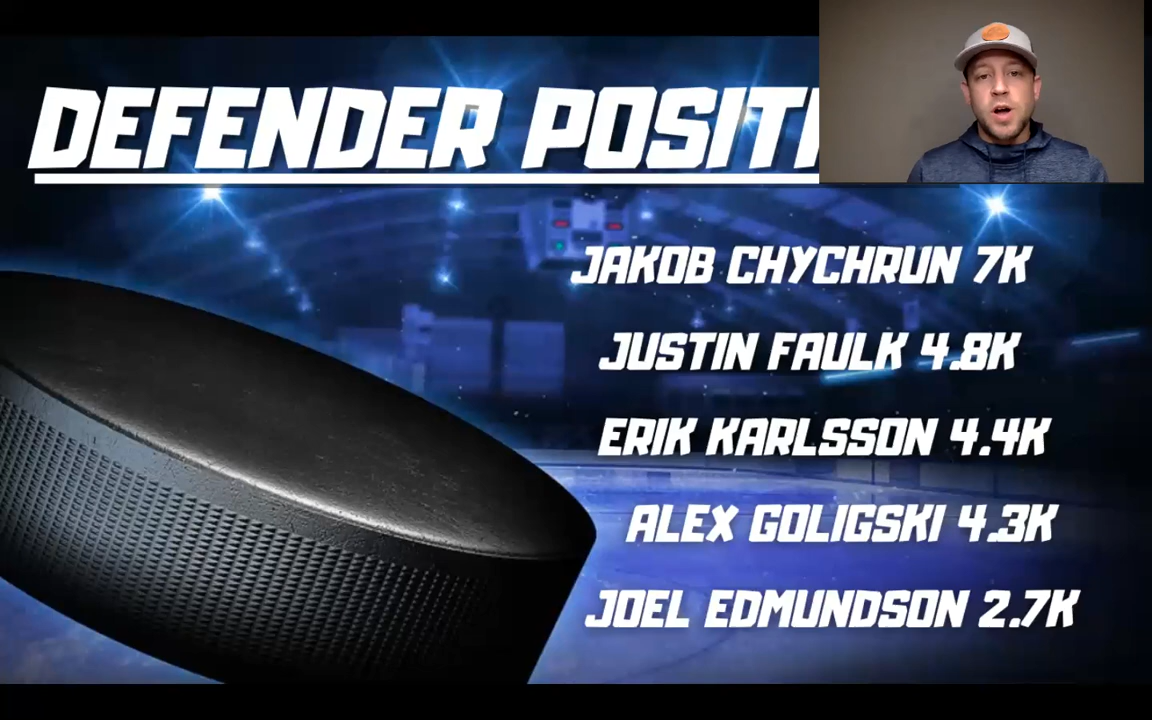 DEFENDER POSITI
JAKOB CHYCHRUN 7K
JUSTIN FAULK 4.8K
ERIK KARLSSON 4.4K
ALEX GOLIGSKI 4.3K
JOEL EDMUNDSON 2.7K